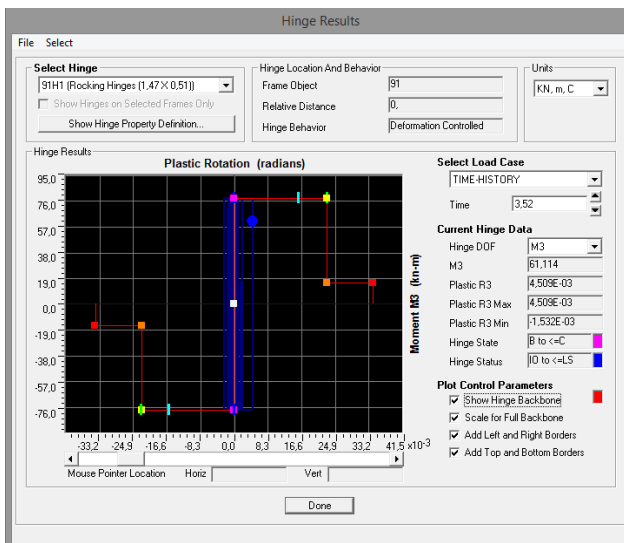 Hinge Results
File Select
Select Hinge
91H1 (Rocking Hinges (1,47 X 0,51))
Show Hinges on Selected Frames Only
Show Hinge Property Definition...
Hinge Location And Behavior
Frame Object 91
Relative Distance 0,
Hinge Behavior Deformation Controlled
Units
KN, m, C
Hinge Results
Plastic Rotation (radians)
95,0
76,0
57,0
38,0
19,0
0,0
-19,0
-38,0
-57,0
-76,0
-33,2 -24,9 -16,6 -8,3 0,0 8,3 16,6 24,9 33,2 41,5 x10 -3
Moment M3 (kn-m)
Mouse Pointer Location Horiz Vert
Select Load Case
TIME-HISTORY
Time 3,52
Current Hinge Data
Hinge DOF M3
M3 61,114
Plastic R3 4,509E-03
Plastic R3 Max 4,509E-03
Plastic R3 Min -1,532E-03
Hinge State B to <=C
Hinge Status IO to <=LS
Plot Control Parameters
Show Hinge Backbone
Scale for Full Backbone
Add Left and Right Borders
Add Top and Bottom Borders
Done